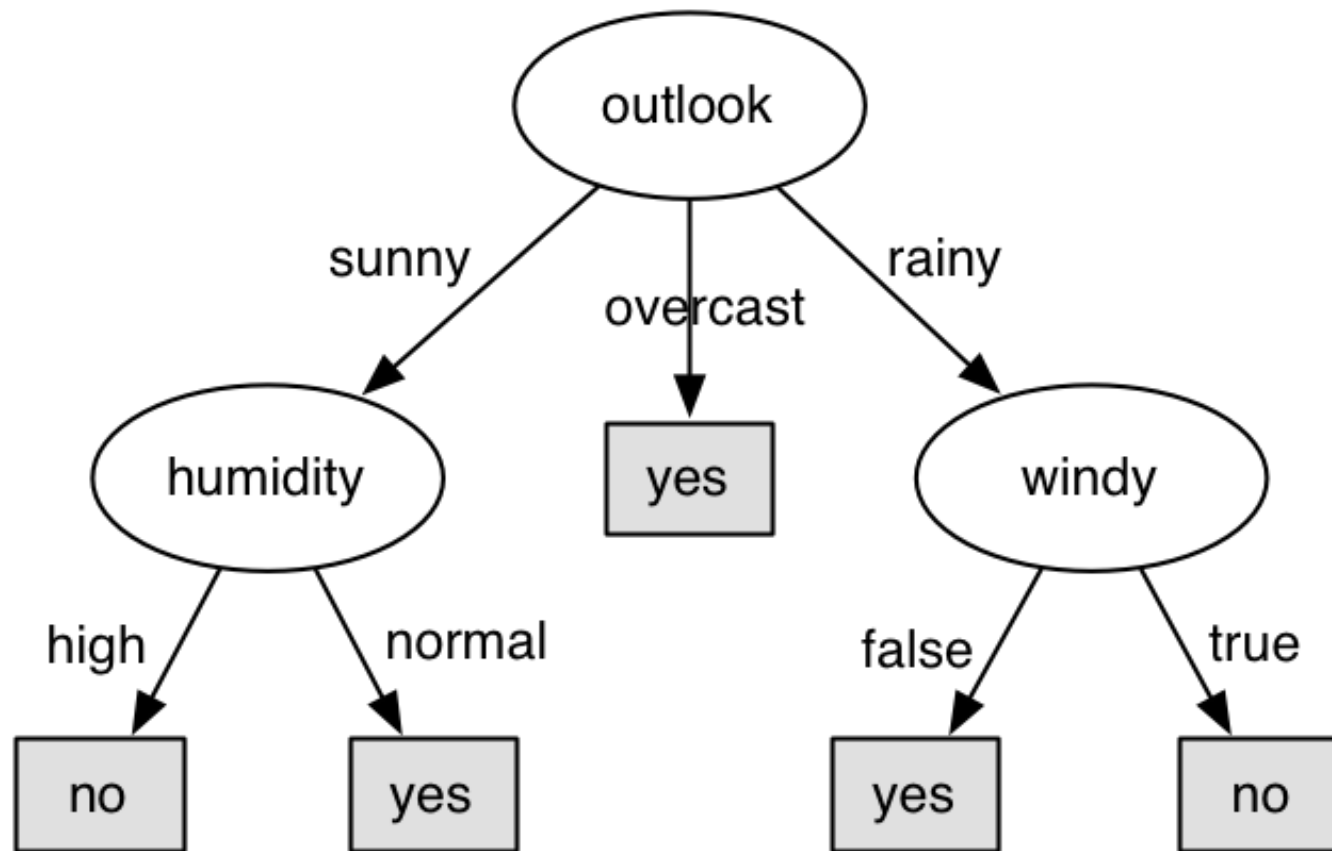 outlook
sunny
rainy
overcast
humidity
yes
windy
high
normal
false
true
no
yes
yes
no